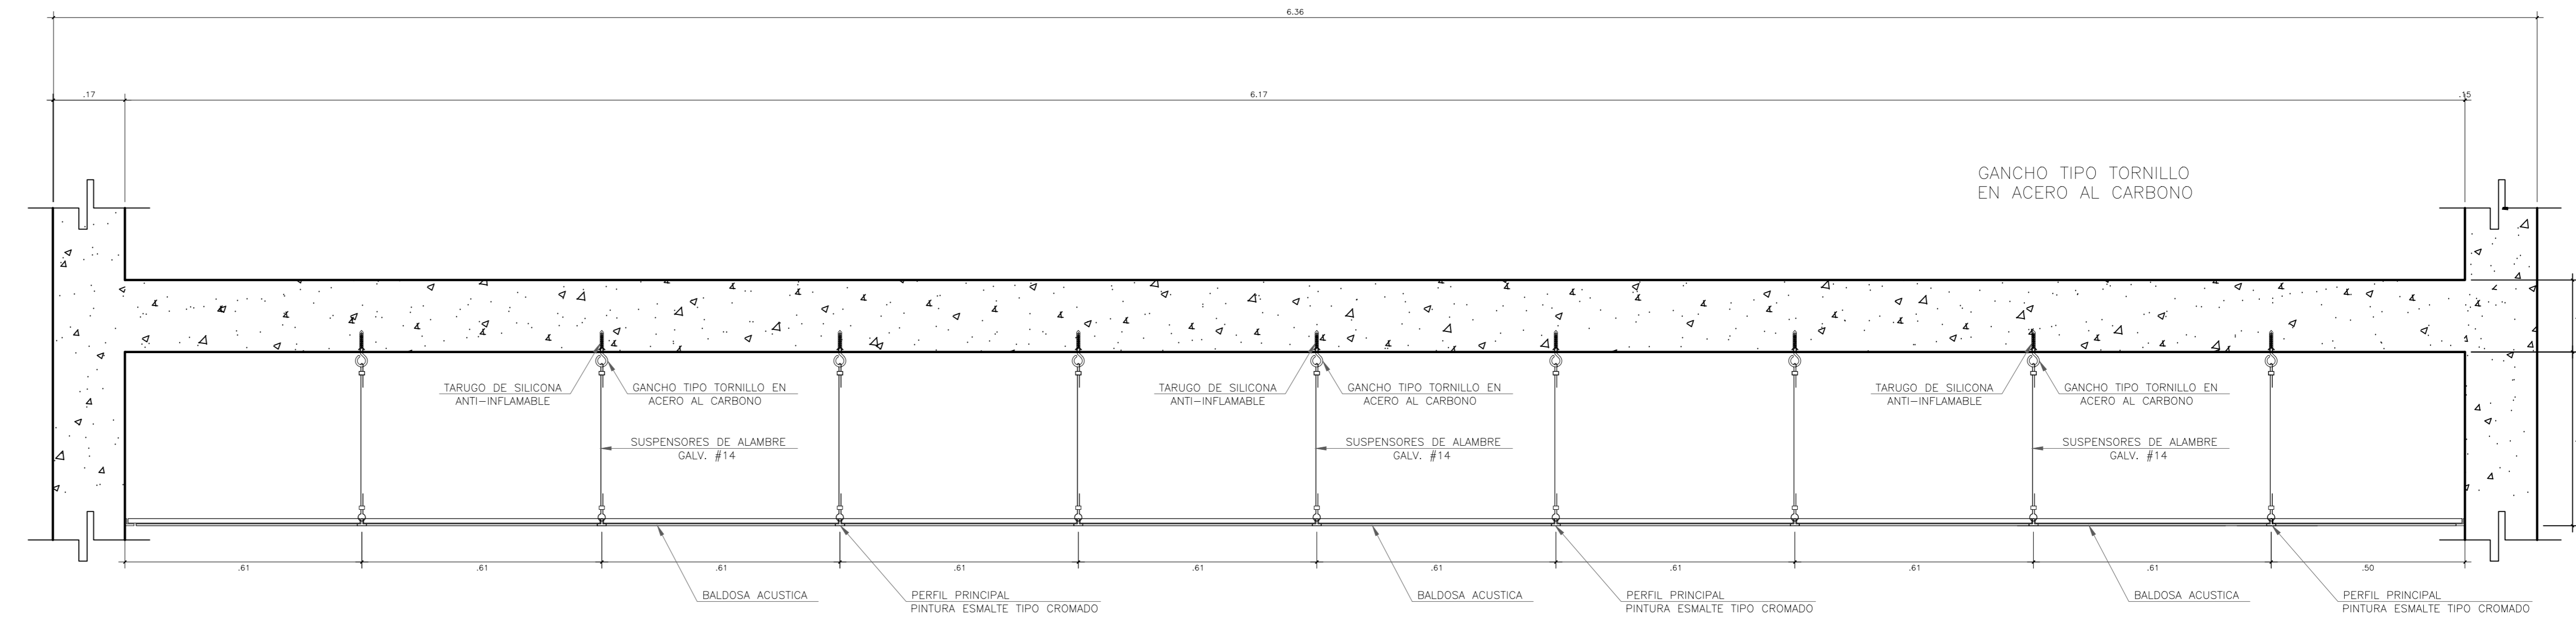 6.36
.17
6.17
.15
GANCHO TIPO TORNILLO
EN ACERO AL CARBONO
TARUGO DE SILICONA
ANTI-INFLAMABLE
GANCHO TIPO TORNILLO EN
ACERO AL CARBONO
TARUGO DE SILICONA
ANTI-INFLAMABLE
GANCHO TIPO TORNILLO EN
ACERO AL CARBONO
TARUGO DE SILICONA
ANTI-INFLAMABLE
GANCHO TIPO TORNILLO EN
ACERO AL CARBONO
SUSPENSORES DE ALAMBRE
GALV. #14
SUSPENSORES DE ALAMBRE
GALV. #14
SUSPENSORES DE ALAMBRE
GALV. #14
.61
.61
.61
.61
.61
.61
.61
.61
.61
.50
BALDOSA ACUSTICA
PERFIL PRINCIPAL
PINTURA ESMALTE TIPO CROMADO
BALDOSA ACUSTICA
PERFIL PRINCIPAL
PINTURA ESMALTE TIPO CROMADO
BALDOSA ACUSTICA
PERFIL PRINCIPAL
PINTURA ESMALTE TIPO CROMADO